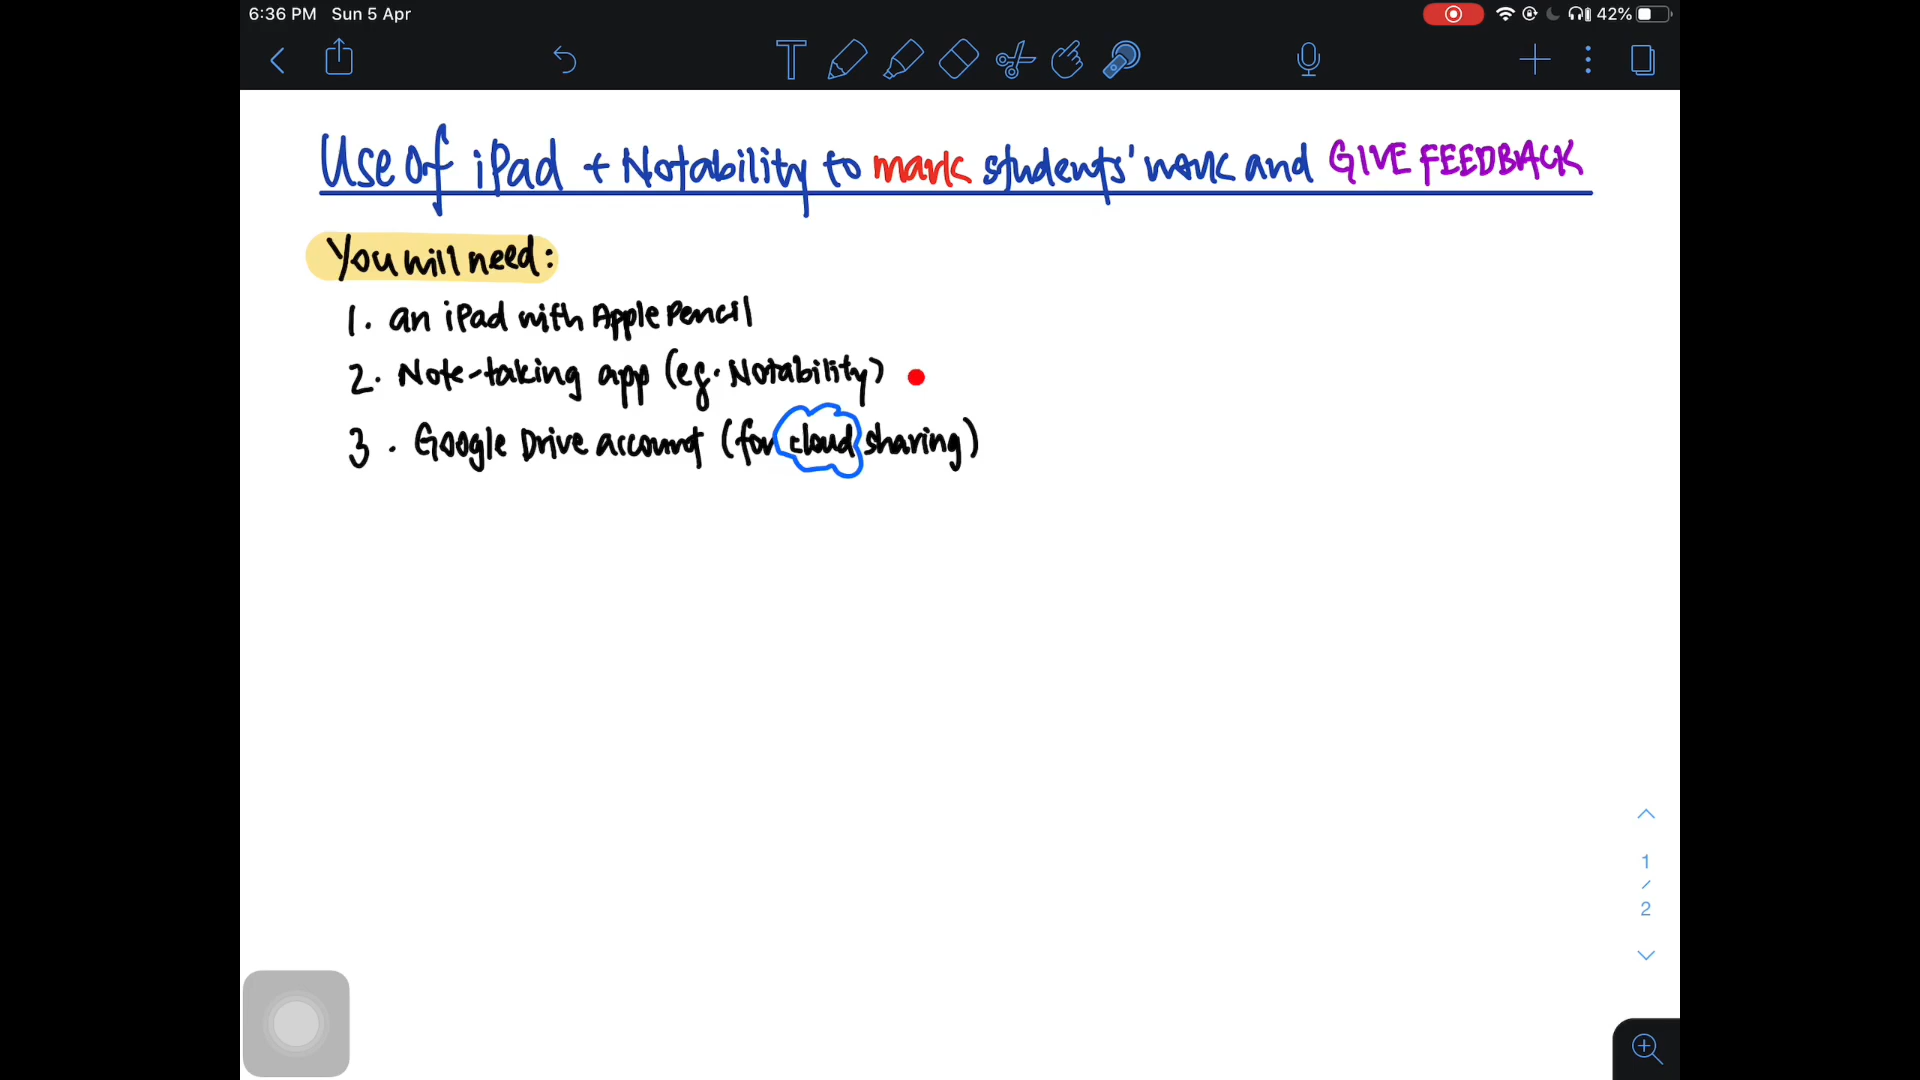 6:36 PM Sun 5 Apr 42%
Use of iPad + Notability to mark students' work and GIVE FEEDBACK
You will need:
1. an iPad with Apple Pencil
2. Note-taking app (eg. Notability)
3. Google Drive account (for cloud sharing)
1
/
2